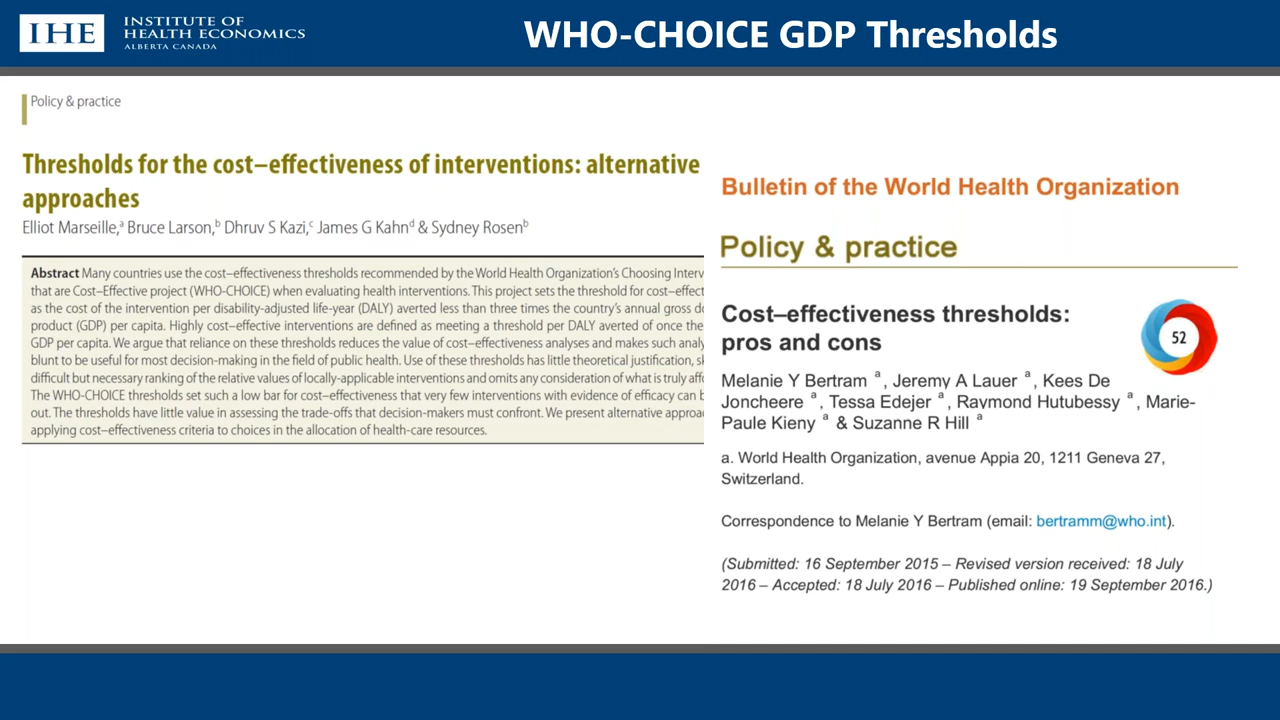 IHE
INSTITUTE OF
HEALTH ECONOMICS
ALBERTA CANADA
WHO-CHOICE GDP Thresholds
Policy & practice
Thresholds for the cost–effectiveness of interventions: alternative
approaches
Elliot Marseille,a Bruce Larson,b Dhruv S Kazi,c James G Kahnd & Sydney Rosenb
Abstract Many countries use the cost–effectiveness thresholds recommended by the World Health Organization's Choosing Interv
that are Cost–Effective project (WHO-CHOICE) when evaluating health interventions. This project sets the threshold for cost–effect
as the cost of the intervention per disability-adjusted life-year (DALY) averted less than three times the country's annual gross d
product (GDP) per capita. Highly cost–effective interventions are defined as meeting a threshold per DALY averted of once the
GDP per capita. We argue that reliance on these thresholds reduces the value of cost–effectiveness analyses and makes such analy
blunt to be useful for most decision-making in the field of public health. Use of these thresholds has little theoretical justification, sk
difficult but necessary ranking of the relative values of locally-applicable interventions and omits any consideration of what is truly affo
The WHO-CHOICE thresholds set such a low bar for cost–effectiveness that very few interventions with evidence of efficacy can b
out. The thresholds have little value in assessing the trade-offs that decision-makers must confront. We present alternative approac
applying cost–effectiveness criteria to choices in the allocation of health-care resources.
Bulletin of the World Health Organization
Policy & practice
Cost–effectiveness thresholds:
pros and cons
52
Melanie Y Bertram a, Jeremy A Lauer a, Kees De
Joncheere a, Tessa Edejer a, Raymond Hutubessy a, Marie-
Paule Kieny a & Suzanne R Hill a
a. World Health Organization, avenue Appia 20, 1211 Geneva 27,
Switzerland.
Correspondence to Melanie Y Bertram (email: bertramm@who.int).
(Submitted: 16 September 2015 – Revised version received: 18 July
2016 – Accepted: 18 July 2016 – Published online: 19 September 2016.)